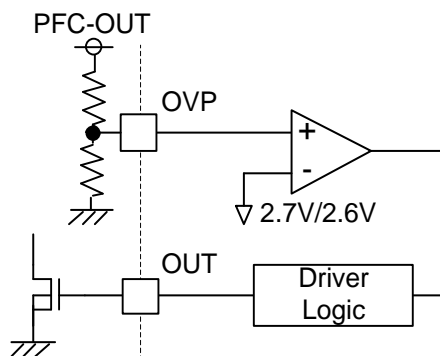 PFC-OUT
OVP
+
-
2.7V/2.6V
OUT
Driver
Logic